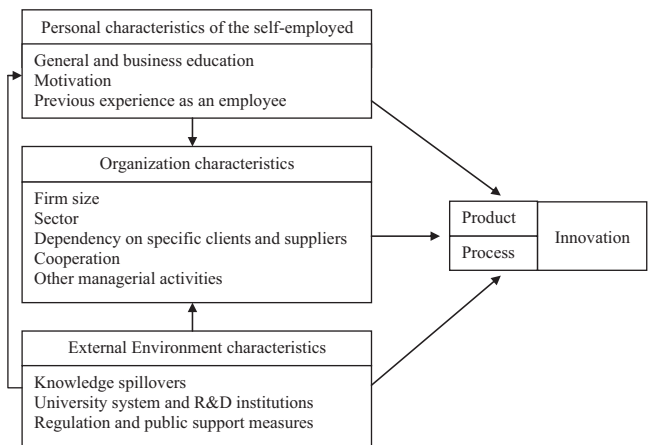 Personal characteristics of the self-employed
General and business education
Motivation
Previous experience as an employee
Organization characteristics
Firm size
Sector
Dependency on specific clients and suppliers
Cooperation
Other managerial activities
Product
Process
Innovation
External Environment characteristics
Knowledge spillovers
University system and R&D institutions
Regulation and public support measures